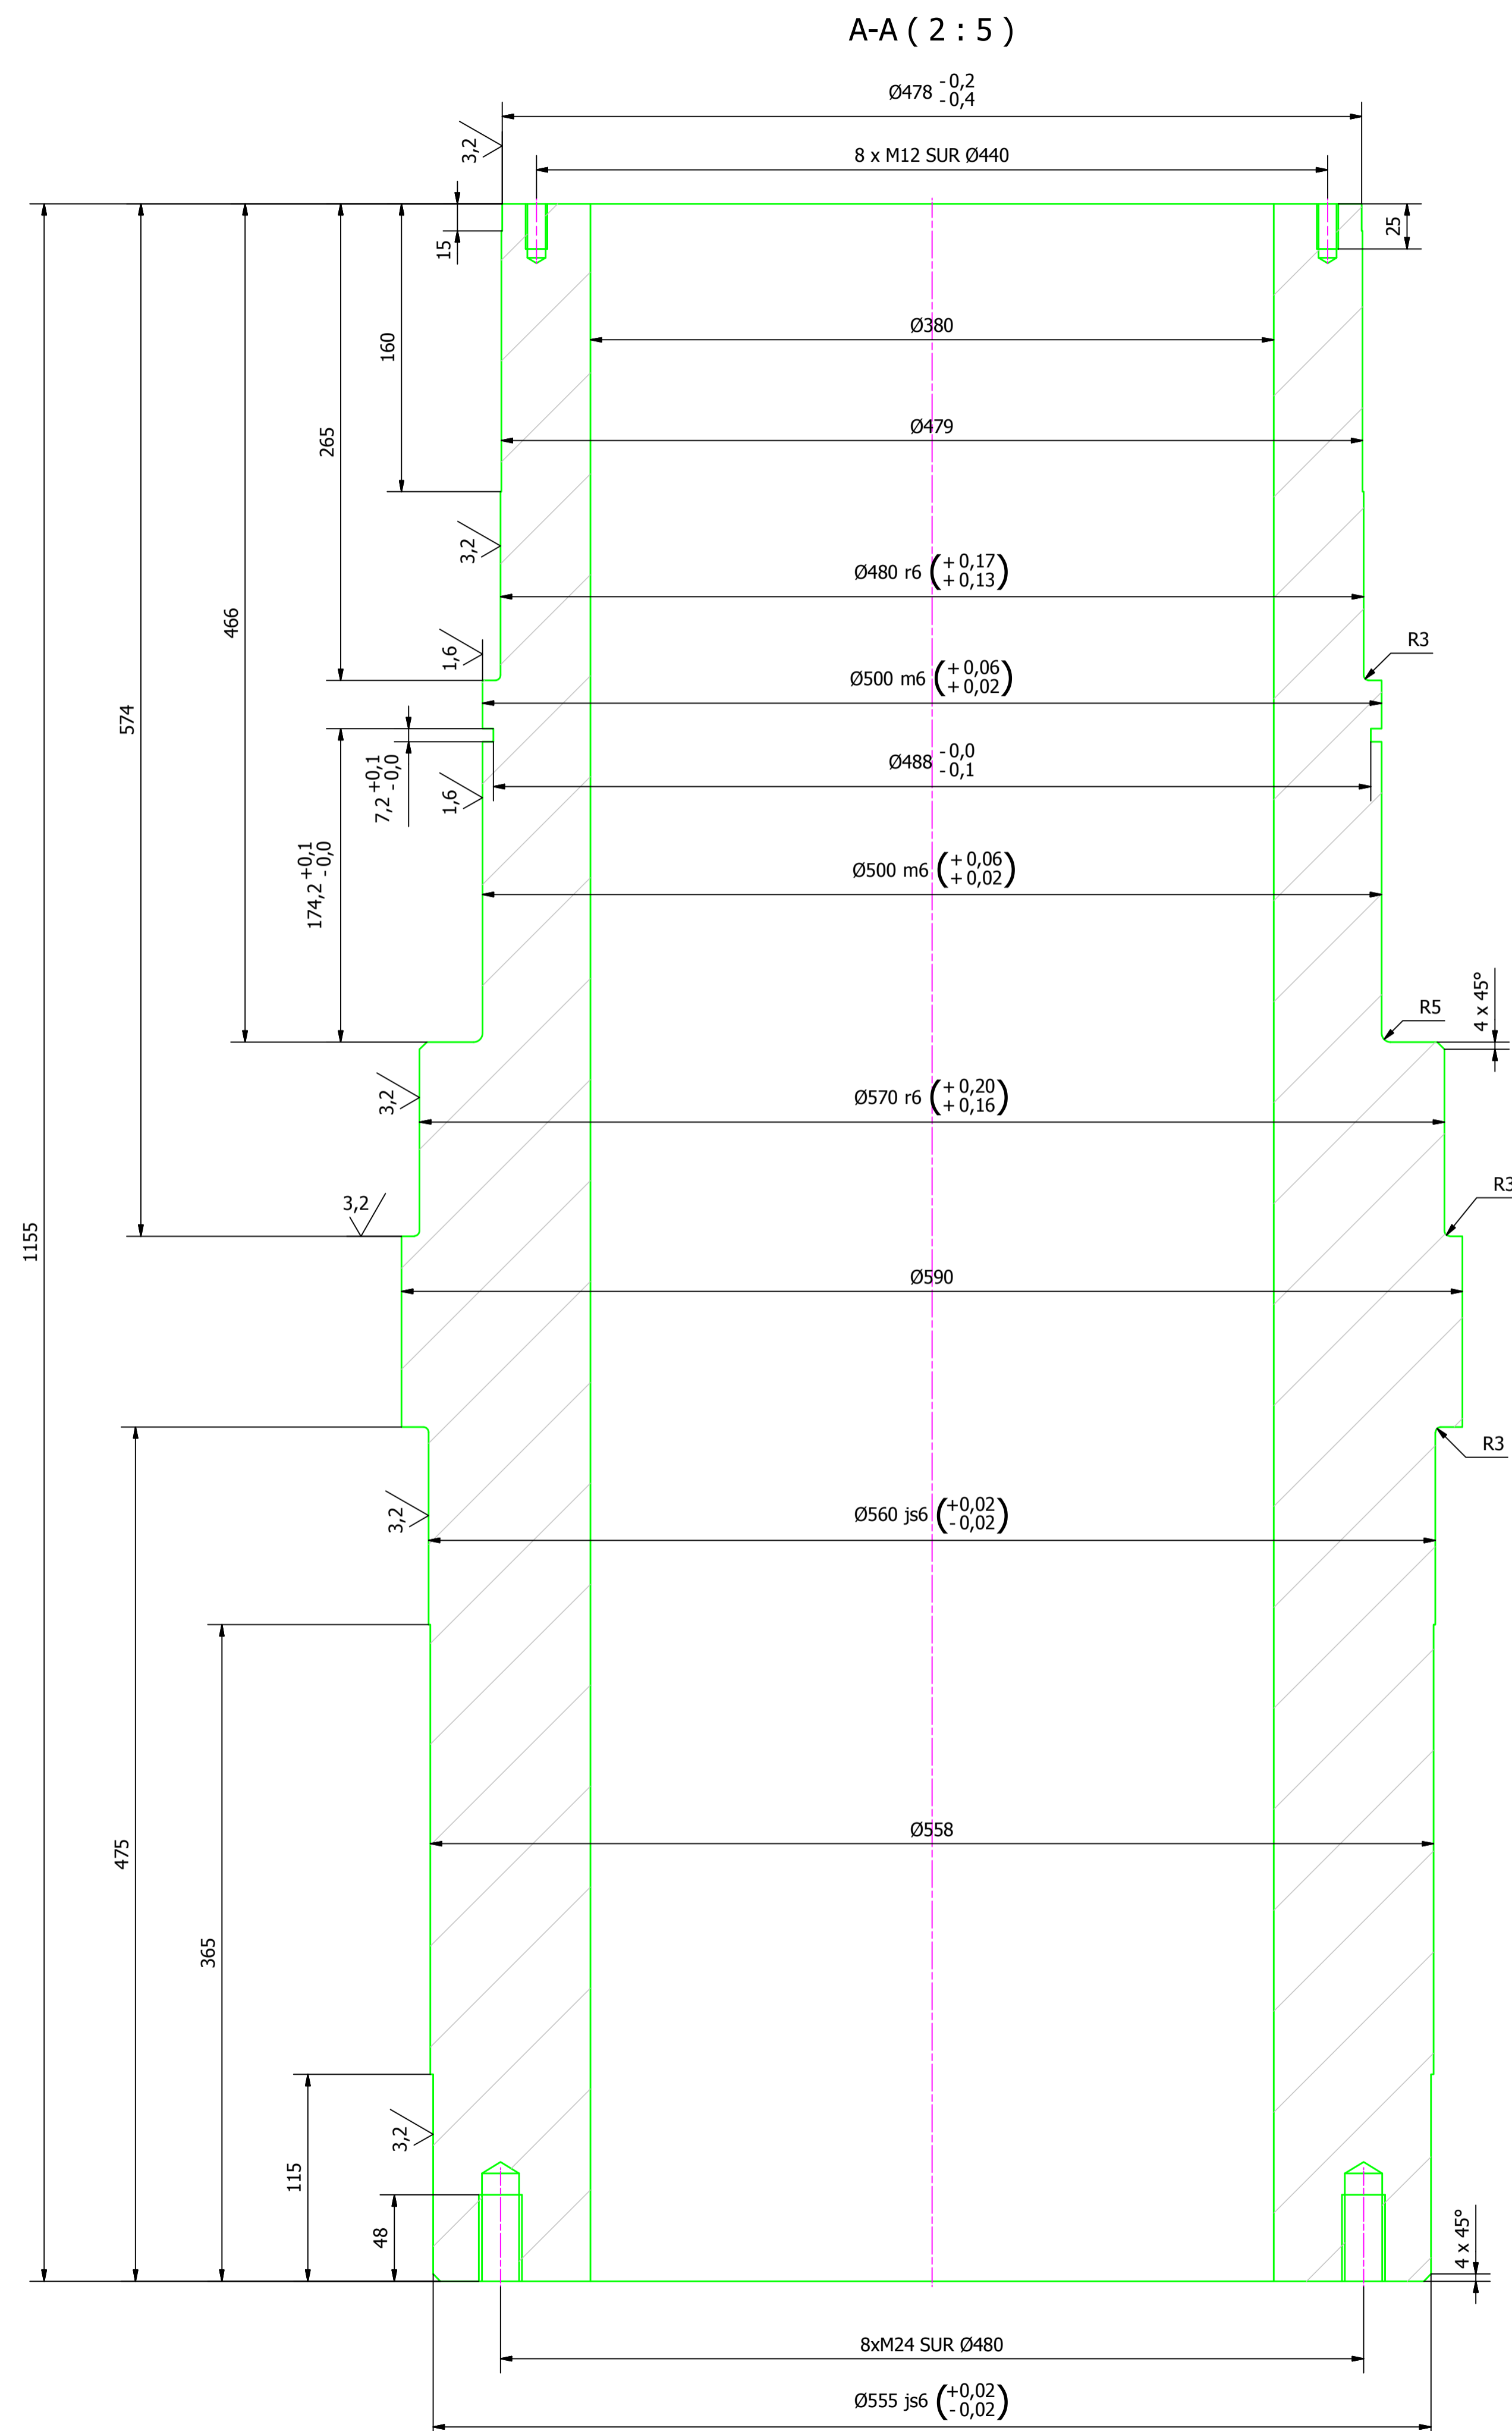 A-A ( 2 : 5 )
Ø478 -0,2 -0,4
3,2
8 x M12 SUR Ø440
15
25
Ø380
160
Ø479
265
3,2
Ø480 r6 (+0,17 +0,13)
466
R3
1,6
Ø500 m6 (+0,06 +0,02)
574
Ø488 -0,0 -0,1
7,2 +0,1 -0,0
1,6
174,2 +0,1 -0,0
Ø500 m6 (+0,06 +0,02)
R5
4 x 45°
3,2
Ø570 r6 (+0,20 +0,16)
3,2
R3
1155
Ø590
R3
3,2
Ø560 js6 (+0,02 -0,02)
475
Ø558
365
3,2
115
48
4 x 45°
8xM24 SUR Ø480
Ø555 js6 (+0,02 -0,02)